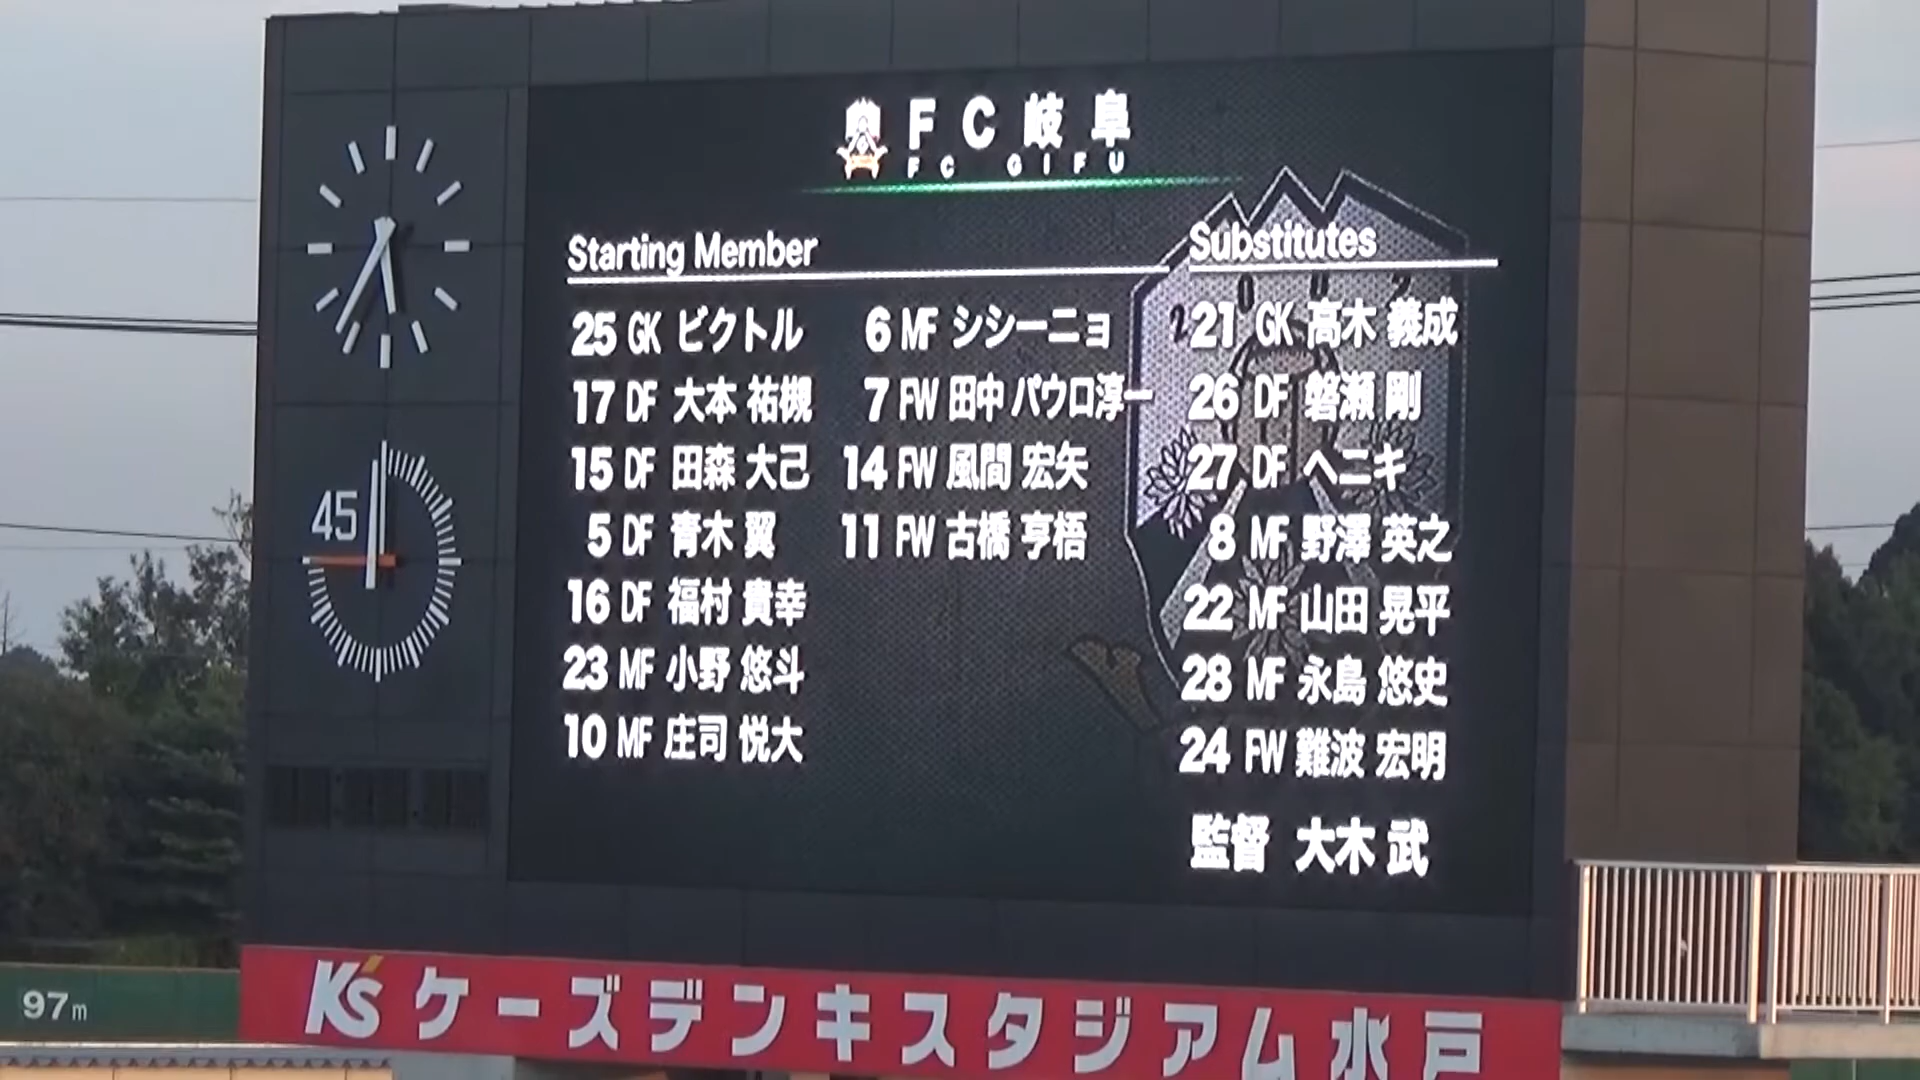 FC岐阜
FC GIFU
Starting Member
25 GK ビクトル
17 DF 大本 祐槻
15 DF 田森 大己
5 DF 青木 翼
16 DF 福村 貴幸
23 MF 小野 悠斗
10 MF 庄司 悦大
6 MF シシーニョ
7 FW 田中 パウロ淳一
14 FW 風間 宏矢
11 FW 古橋 亨梧
Substitutes
21 GK 高木 義成
26 DF 磐瀬 剛
27 DF ヘニキ
8 MF 野澤 英之
22 MF 山田 晃平
28 MF 永島 悠史
24 FW 難波 宏明
監督 大木 武
45
97m
K's ケーズデンキスタジアム水戸